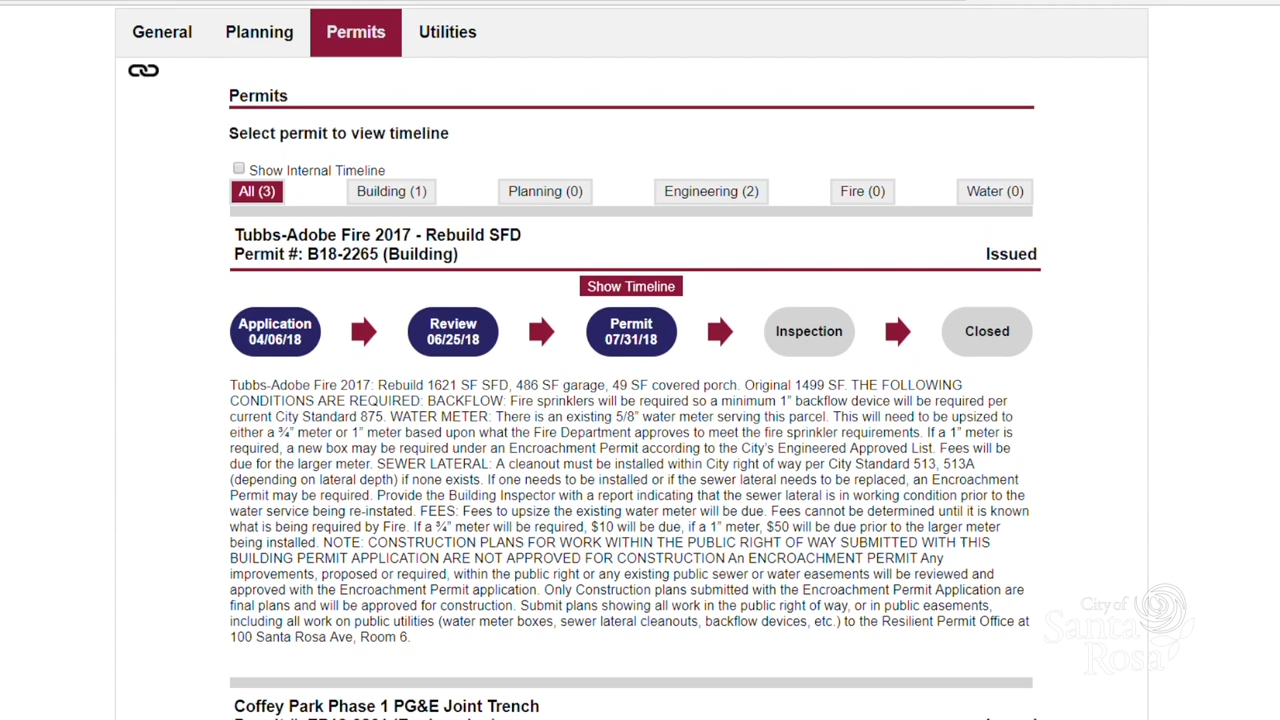 General Planning Permits Utilities
Permits
Select permit to view timeline
Show Internal Timeline
All (3) Building (1) Planning (0) Engineering (2) Fire (0) Water (0)
Tubbs-Adobe Fire 2017 - Rebuild SFD
Permit #: B18-2265 (Building) Issued
Show Timeline
Application Review Permit Inspection Closed
04/06/18 06/25/18 07/31/18
Tubbs-Adobe Fire 2017: Rebuild 1621 SF SFD, 486 SF garage, 49 SF covered porch. Original 1499 SF. THE FOLLOWING
CONDITIONS ARE REQUIRED: BACKFLOW: Fire sprinklers will be required so a minimum 1” backflow device will be required per
current City Standard 875. WATER METER: There is an existing 5/8” water meter serving this parcel. This will need to be upsized to
either a ¾” meter or 1” meter based upon what the Fire Department approves to meet the fire sprinkler requirements. If a 1” meter is
required, a new box may be required under an Encroachment Permit according to the City’s Engineered Approved List. Fees will be
due for the larger meter. SEWER LATERAL: A cleanout must be installed within City right of way per City Standard 513, 513A
(depending on lateral depth) if none exists. If one needs to be installed or if the sewer lateral needs to be replaced, an Encroachment
Permit may be required. Provide the Building Inspector with a report indicating that the sewer lateral is in working condition prior to the
water service being re-instated. FEES: Fees to upsize the existing water meter will be due. Fees cannot be determined until it is known
what is being required by Fire. If a ¾” meter will be required, $10 will be due, if a 1” meter, $50 will be due prior to the larger meter
being installed. NOTE: CONSTRUCTION PLANS FOR WORK WITHIN THE PUBLIC RIGHT OF WAY SUBMITTED WITH THIS
BUILDING PERMIT APPLICATION ARE NOT APPROVED FOR CONSTRUCTION An ENCROACHMENT PERMIT Any
improvements, proposed or required, within the public right or any existing public sewer or water easements will be reviewed and
approved with the Encroachment Permit application. Only Construction plans submitted with the Encroachment Permit Application are
final plans and will be approved for construction. Submit plans showing all work in the public right of way, or in public easements,
including all work on public utilities (water meter boxes, sewer lateral cleanouts, backflow devices, etc.) to the Resilient Permit Office at
100 Santa Rosa Ave, Room 6.
City of
Santa
Rosa
Coffey Park Phase 1 PG&E Joint Trench